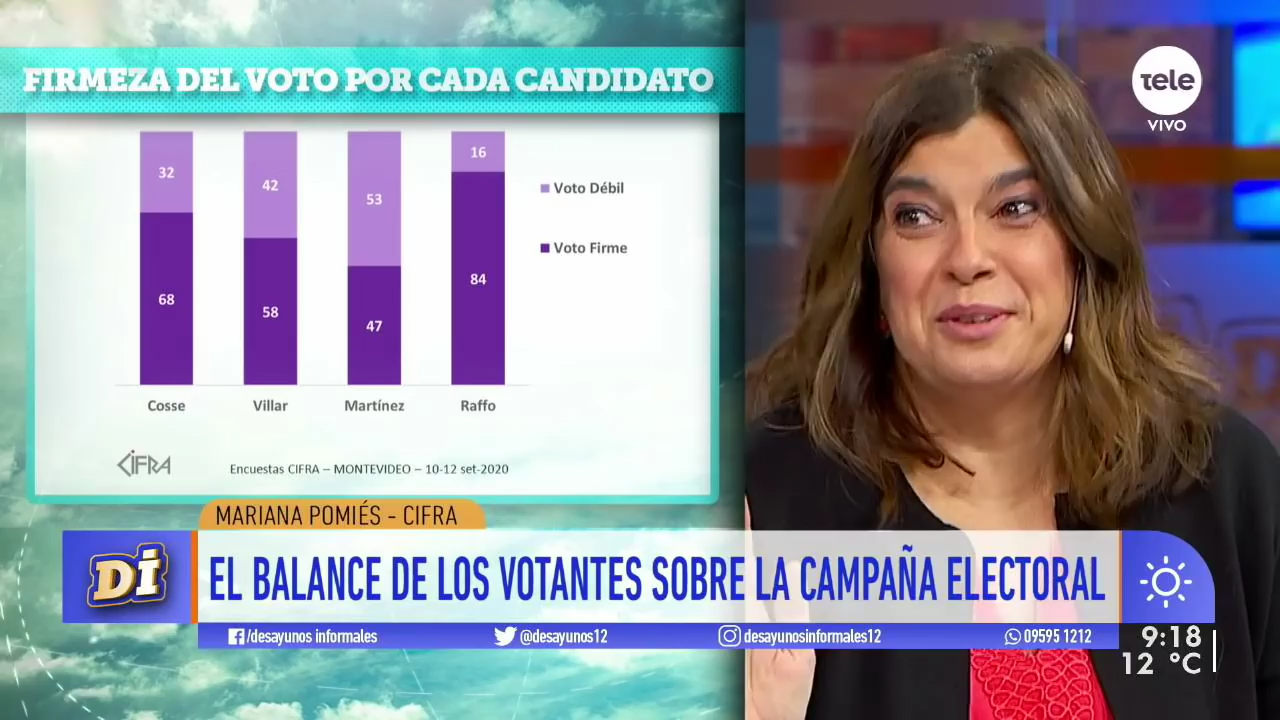 FIRMEZA DEL VOTO POR CADA CANDIDATO
32
42
53
16
68
58
47
84
Voto Débil
Voto Firme
Cosse
Villar
Martínez
Raffo
CIFRA
Encuestas CIFRA – MONTEVIDEO – 10-12 set-2020
tele
VIVO
MARIANA POMIÉS - CIFRA
Di
EL BALANCE DE LOS VOTANTES SOBRE LA CAMPAÑA ELECTORAL
/desayunos informales
@desayunos12
desayunosinformales12
09595 1212
9:18
12 °C